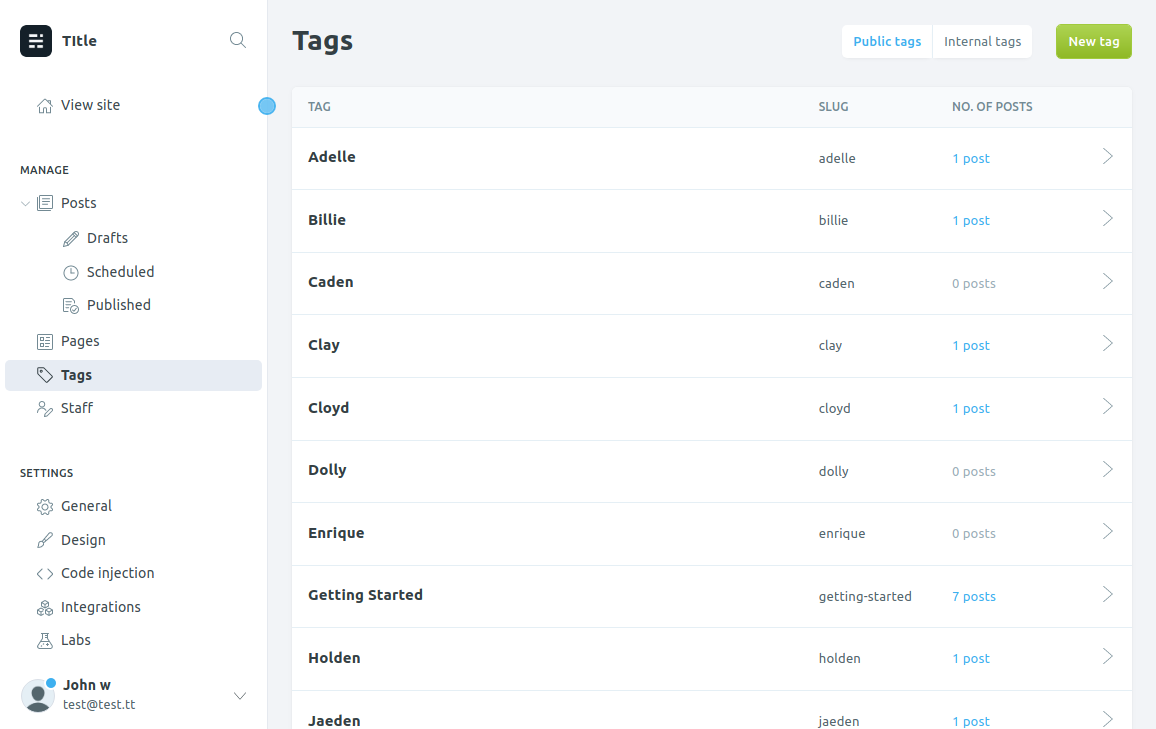 TItle
View site
MANAGE
Posts
Drafts
Scheduled
Published
Pages
Tags
Staff
SETTINGS
General
Design
Code injection
Integrations
Labs
John w
test@test.tt
Tags
Public tags Internal tags New tag
TAG SLUG NO. OF POSTS
Adelle adelle 1 post
Billie billie 1 post
Caden caden 0 posts
Clay clay 1 post
Cloyd cloyd 1 post
Dolly dolly 0 posts
Enrique enrique 0 posts
Getting Started getting-started 7 posts
Holden holden 1 post
Jaeden jaeden 1 post